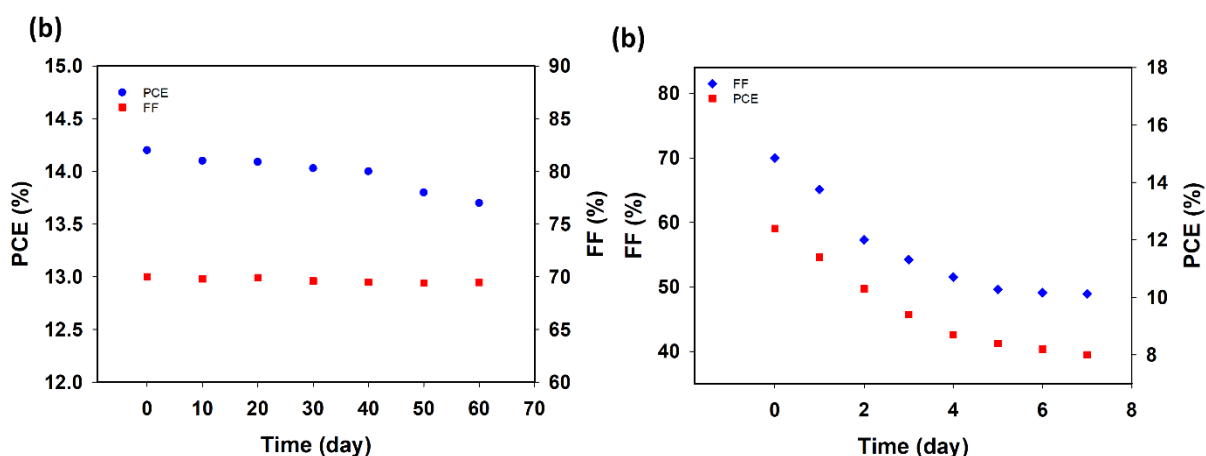 (b)
PCE (%)
15.0
14.5
14.0
13.5
13.0
12.5
12.0
PCE
FF
90
85
80
75
70
65
60
FF (%)
0 10 20 30 40 50 60 70
Time (day)
(b)
FF (%)
80
70
60
50
40
FF
PCE
18
16
14
12
10
8
PCE (%)
0 2 4 6 8
Time (day)